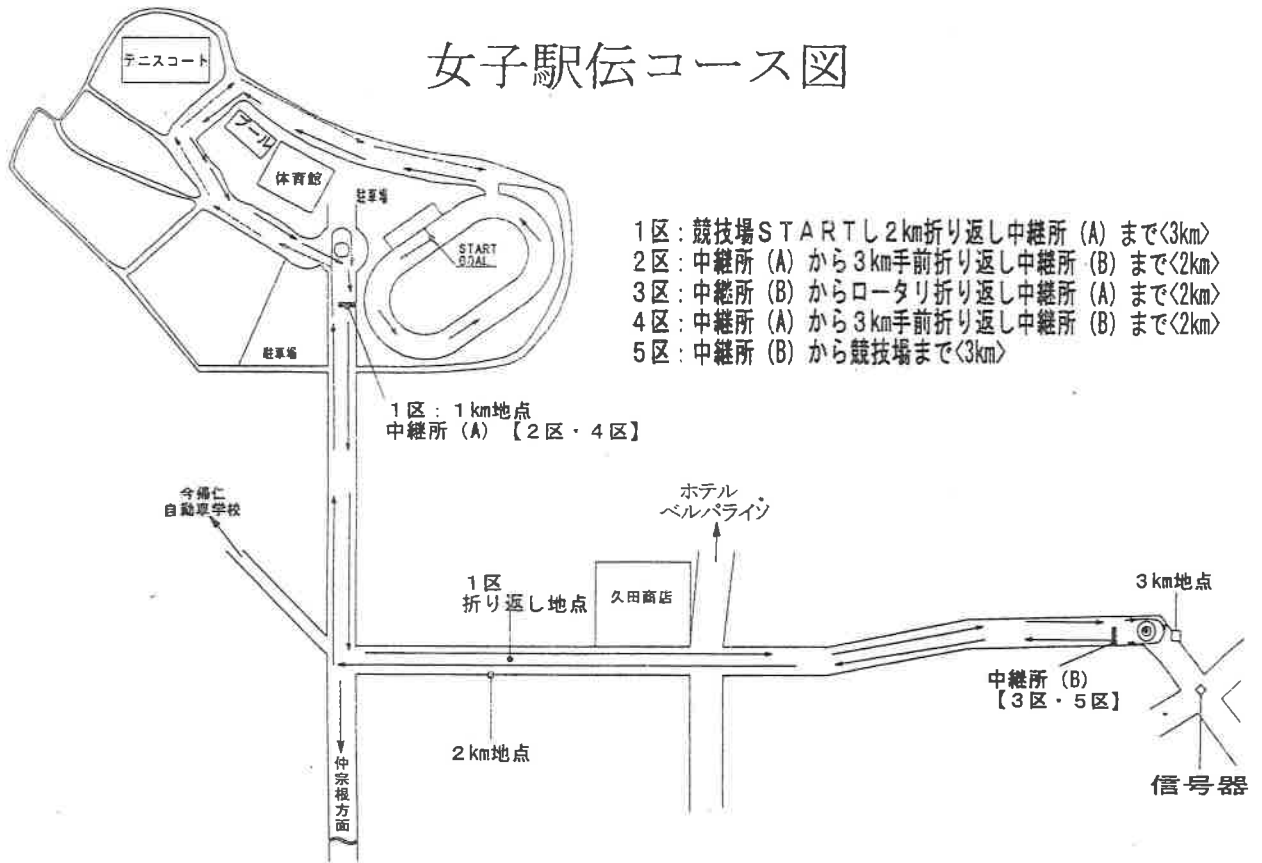 女子駅伝コース図
テニスコート
プール
体育館
駐車場
START
GOAL
1区：競技場STARTし2km折り返し中継所（A）まで<3km>
2区：中継所（A）から3km手前折り返し中継所（B）まで<2km>
3区：中継所（B）からロータリ折り返し中継所（A）まで<2km>
4区：中継所（A）から3km手前折り返し中継所（B）まで<2km>
5区：中継所（B）から競技場まで<3km>
駐車場
1区：1km地点
中継所（A）【2区・4区】
今帰仁
自動車学校
ホテル
ベルパライソ
1区
折り返し地点
久田商店
3km地点
中継所（B）
【3区・5区】
2km地点
仲宗根方面
信号器